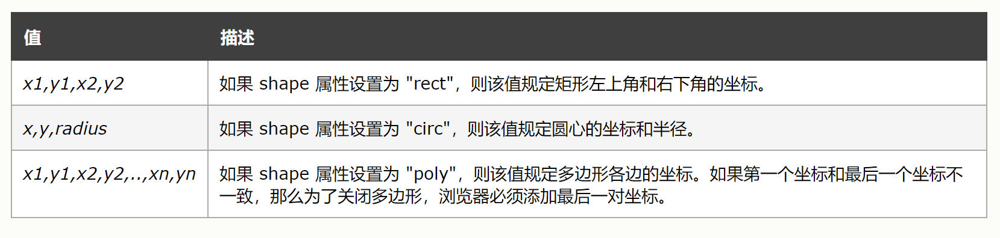 值 描述
x1,y1,x2,y2 如果 shape 属性设置为 "rect"，则该值规定矩形左上角和右下角的坐标。
x,y,radius 如果 shape 属性设置为 "circ"，则该值规定圆心的坐标和半径。
x1,y1,x2,y2,..,xn,yn 如果 shape 属性设置为 "poly"，则该值规定多边形各边的坐标。如果第一个坐标和最后一个坐标不
一致，那么为了关闭多边形，浏览器必须添加最后一对坐标。